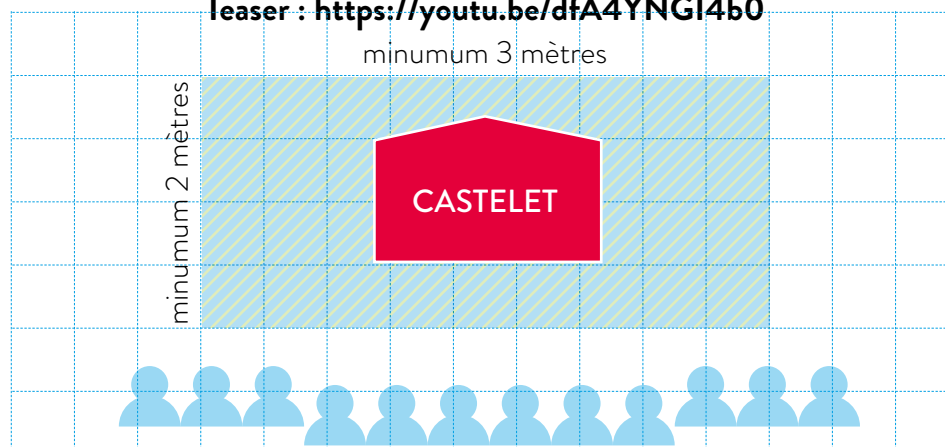 Teaser : https://youtu.be/dfA4YNGI4b0
minumum 3 mètres
minumum 2 mètres
CASTELET